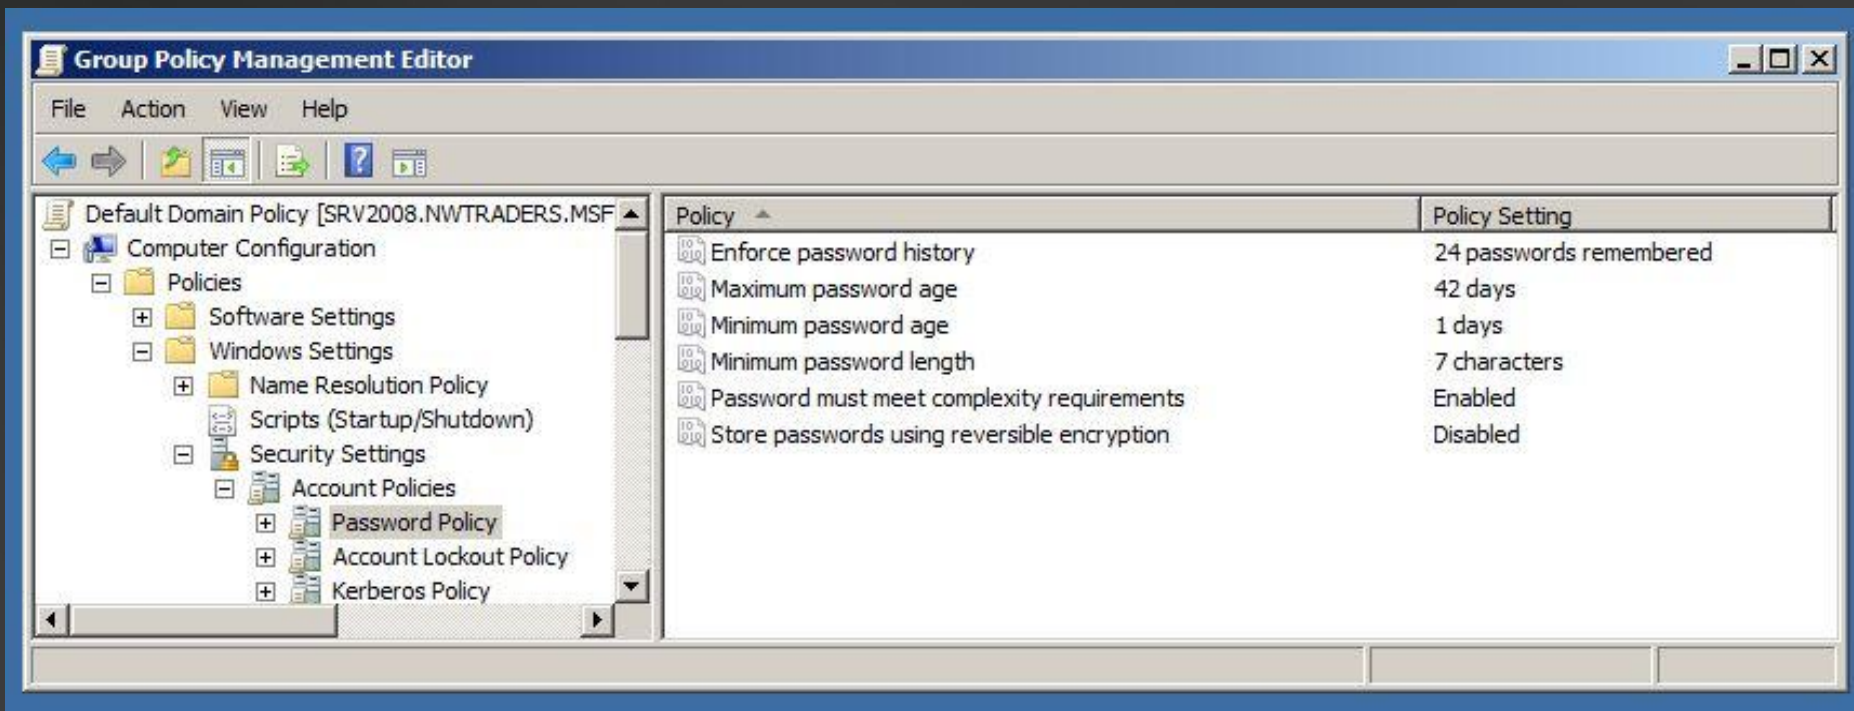 Group Policy Management Editor
File Action View Help
Default Domain Policy [SRV2008.NWTRADERS.MSF
Computer Configuration
Policies
Software Settings
Windows Settings
Name Resolution Policy
Scripts (Startup/Shutdown)
Security Settings
Account Policies
Password Policy
Account Lockout Policy
Kerberos Policy
Policy Policy Setting
Enforce password history 24 passwords remembered
Maximum password age 42 days
Minimum password age 1 days
Minimum password length 7 characters
Password must meet complexity requirements Enabled
Store passwords using reversible encryption Disabled